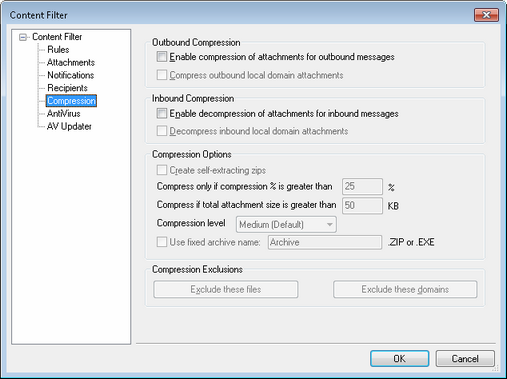 Content Filter
Content Filter
Rules
Attachments
Notifications
Recipients
Compression
AntiVirus
AV Updater
Outbound Compression
Enable compression of attachments for outbound messages
Compress outbound local domain attachments
Inbound Compression
Enable decompression of attachments for inbound messages
Decompress inbound local domain attachments
Compression Options
Create self-extracting zips
Compress only if compression % is greater than 25 %
Compress if total attachment size is greater than 50 KB
Compression level Medium (Default)
Use fixed archive name: Archive .ZIP or .EXE
Compression Exclusions
Exclude these files Exclude these domains
OK Cancel